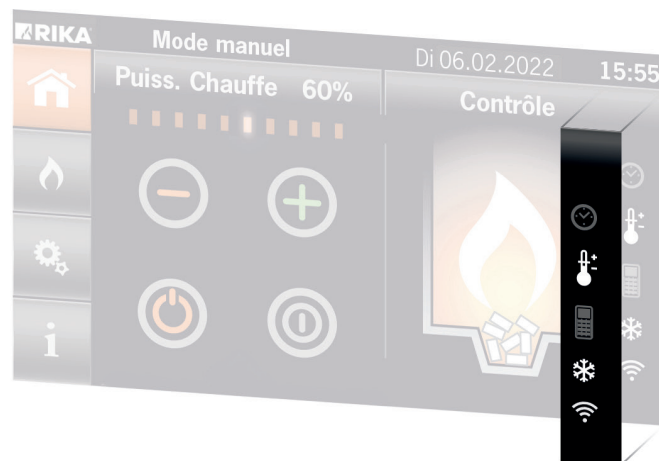 RIKA
Mode manuel
Di 06.02.2022
15:55
Puiss. Chauffe 60%
Contrôle